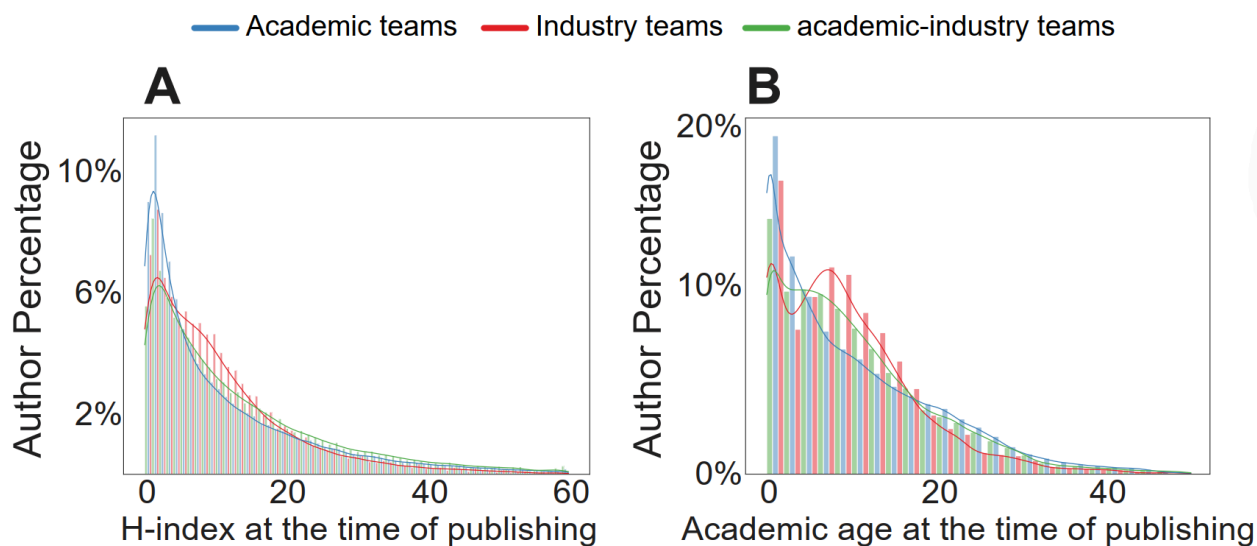 Academic teams Industry teams academic-industry teams
A
Author Percentage
10%
6%
2%
0 20 40 60
H-index at the time of publishing
B
Author Percentage
20%
10%
0%
0 20 40
Academic age at the time of publishing